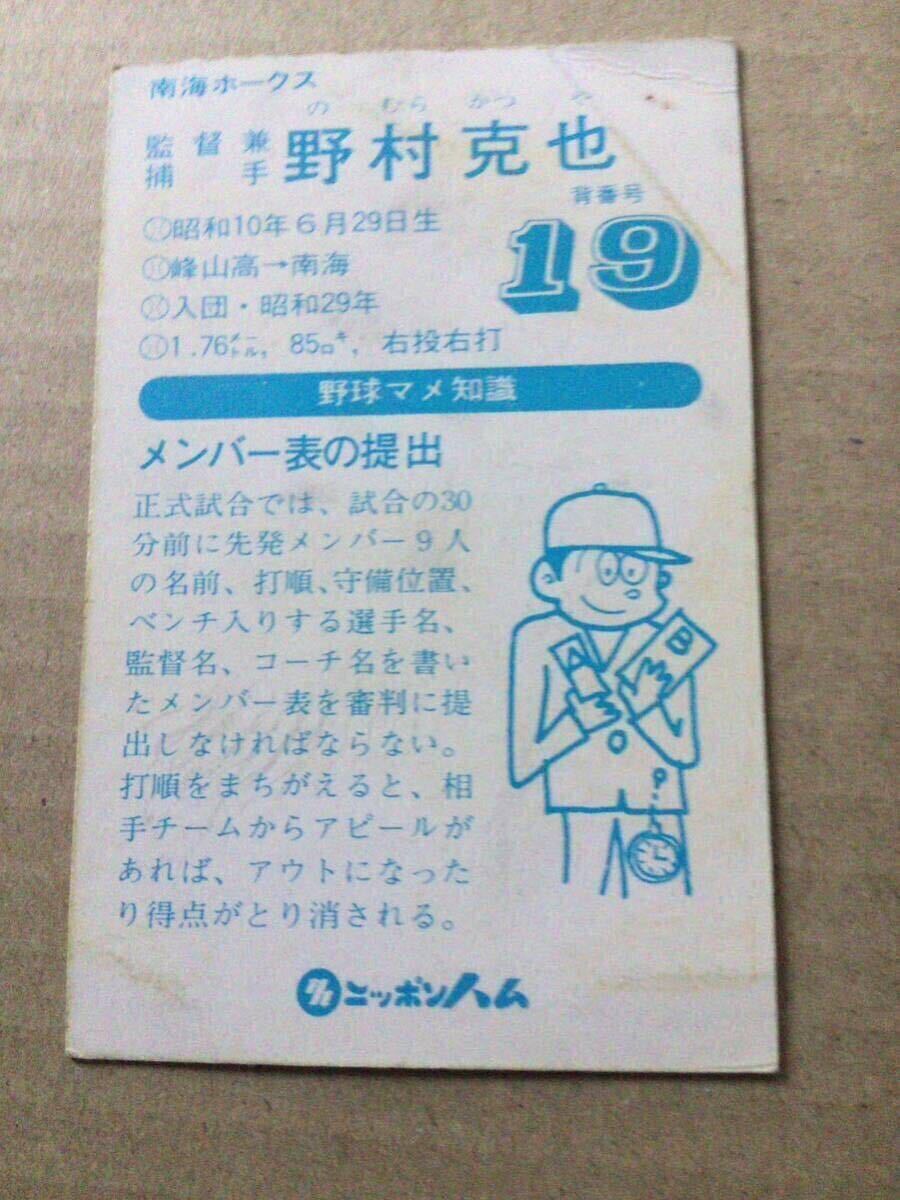 南海ホークス
の むら かつ や
監督兼
捕手
野村克也
背番号
19
昭和10年6月29日生
峰山高→南海
入団・昭和29年
1.76メートル, 85キロ, 右投右打
野球マメ知識
メンバー表の提出
正式試合では、試合の30
分前に先発メンバー9人
の名前、打順、守備位置、
ベンチ入りする選手名、
監督名、コーチ名を書い
たメンバー表を審判に提
出しなければならない。
打順をまちがえると、相
手チームからアピールが
あれば、アウトになった
り得点がとり消される。
A
B
ニッポンハム